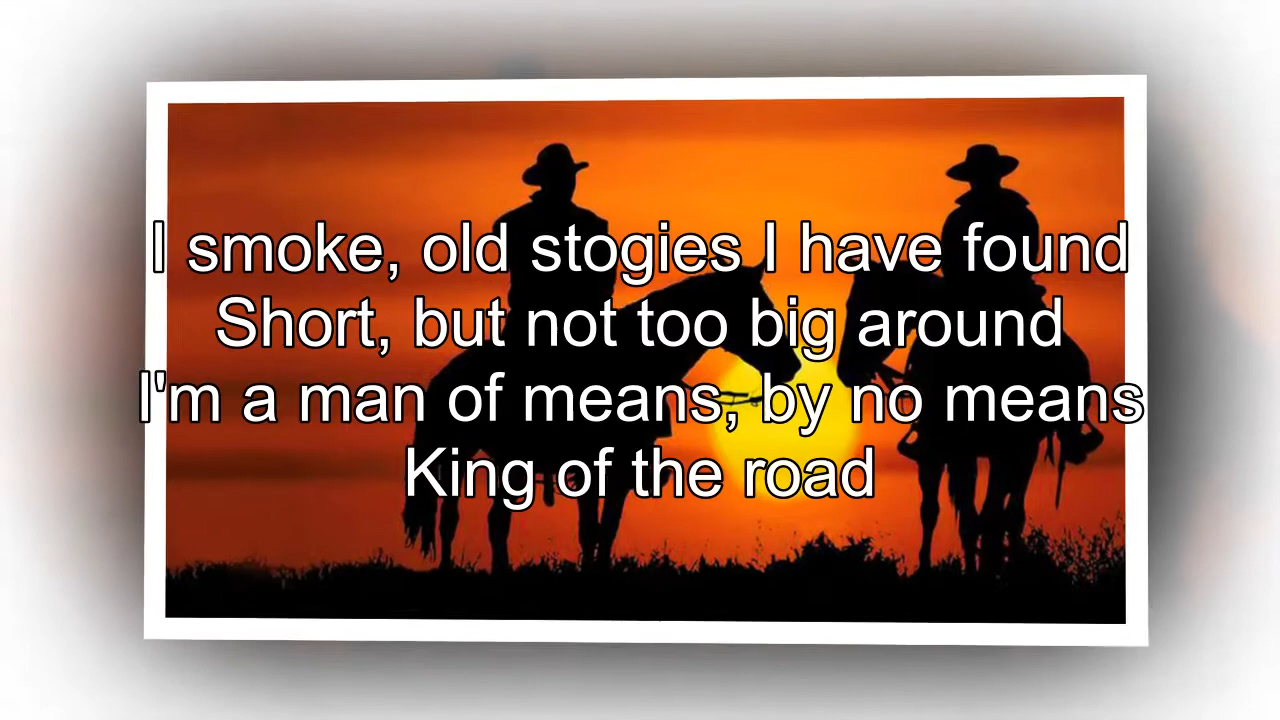 I smoke, old stogies I have found
Short, but not too big around
I'm a man of means, by no means
King of the road